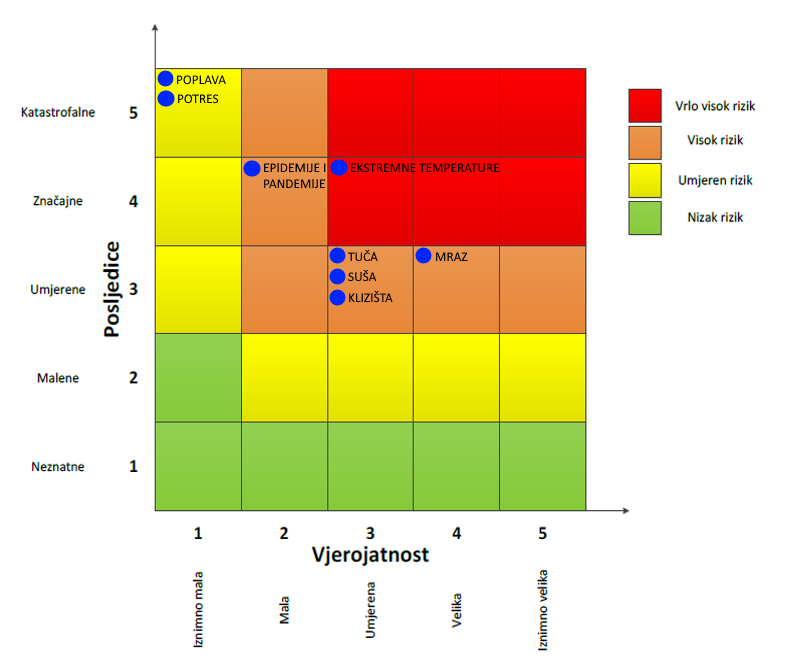 POPLAVA
POTRES
Katastrofalne
5
Vrlo visok rizik
Visok rizik
Umjeren rizik
Nizak rizik
EPIDEMIJE I
PANDEMIJE
EKSTREMNE TEMPERATURE
Značajne
4
TUČA
SUŠA
KLIZIŠTA
MRAZ
Umjerene
3
Posljedice
Malene
2
Neznatne
1
1
2
3
4
5
Vjerojatnost
Iznimno mala
Mala
Umjerena
Velika
Iznimno velika